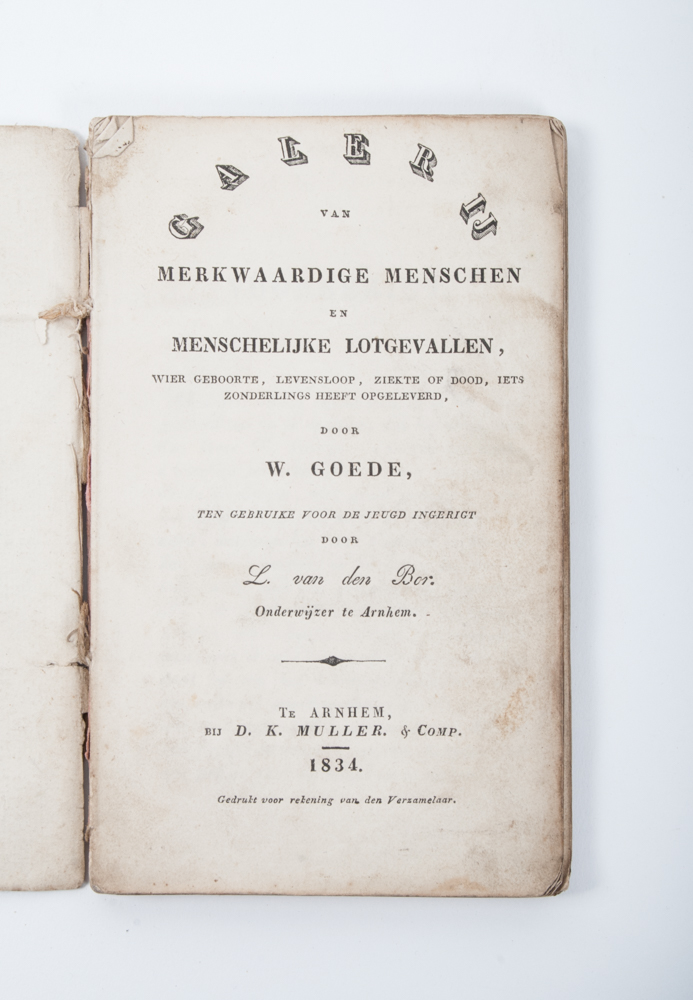 GALERIJ
VAN
MERKWAARDIGE MENSCHEN
EN
MENSCHELIJKE LOTGEVALLEN,
WIER GEBOORTE, LEVENSLOOP, ZIEKTE OF DOOD, IETS
ZONDERLINGS HEEFT OPGELEVERD,
DOOR
W. GOEDE,
TEN GEBRUIKE VOOR DE JEUGD INGERIGT
DOOR
L. van den Bor.
Onderwijzer te Arnhem.
TE ARNHEM,
BIJ D. K. MULLER. & COMP.
1834.
Gedrukt voor rekening van den Verzamelaar.